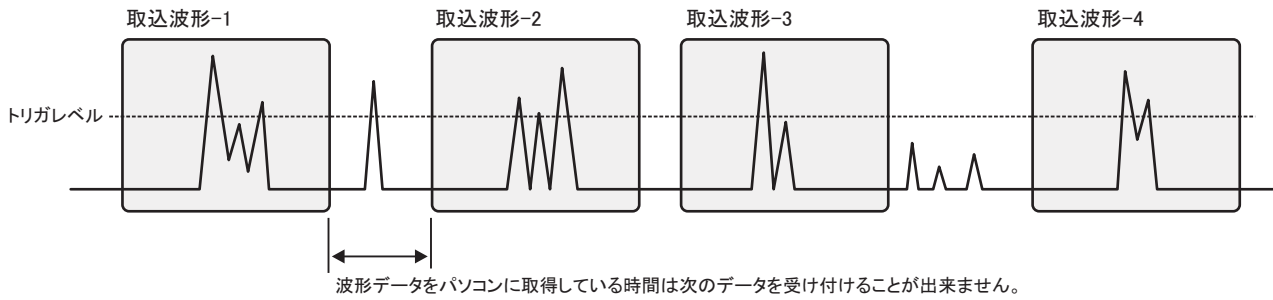 取込波形-1
取込波形-2
取込波形-3
取込波形-4
トリガレベル
波形データをパソコンに取得している時間は次のデータを受け付けることが出来ません。